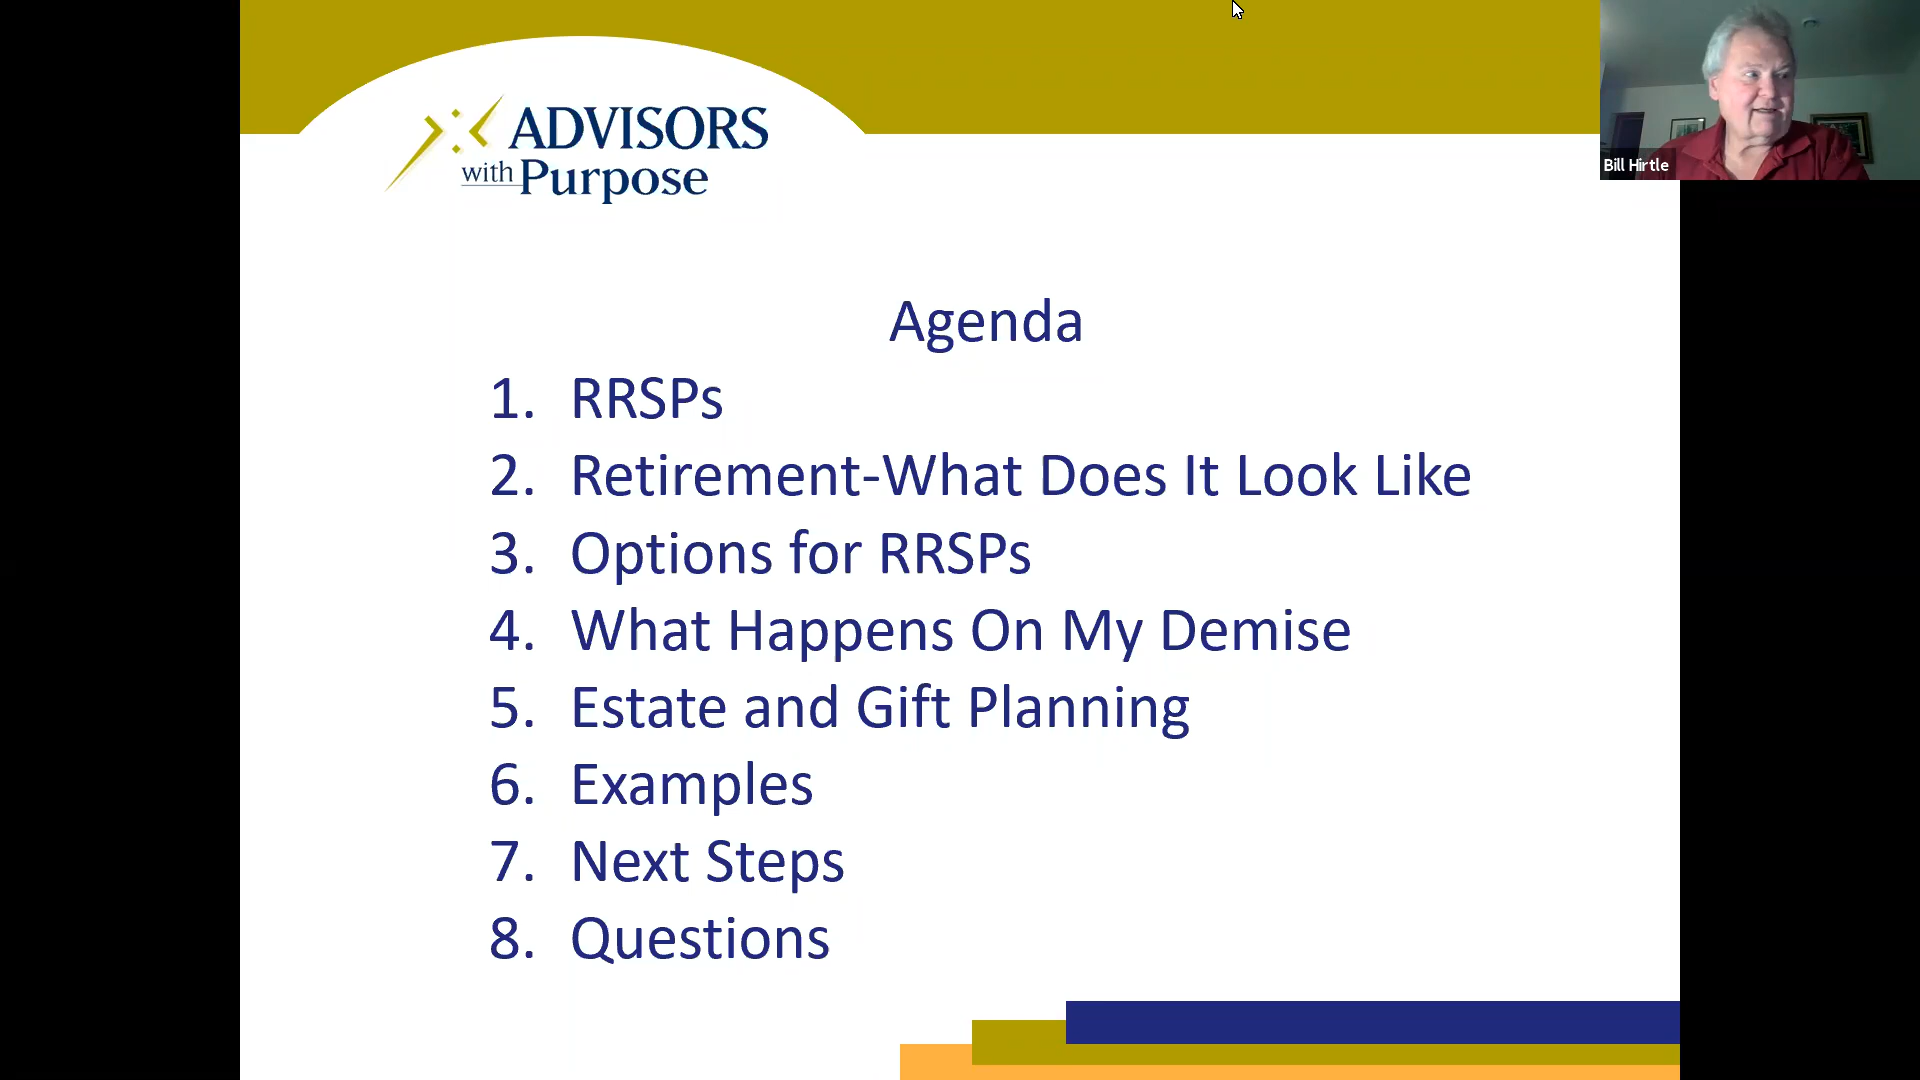 ADVISORS
with Purpose
Bill Hirtle
Agenda
1. RRSPs
2. Retirement-What Does It Look Like
3. Options for RRSPs
4. What Happens On My Demise
5. Estate and Gift Planning
6. Examples
7. Next Steps
8. Questions